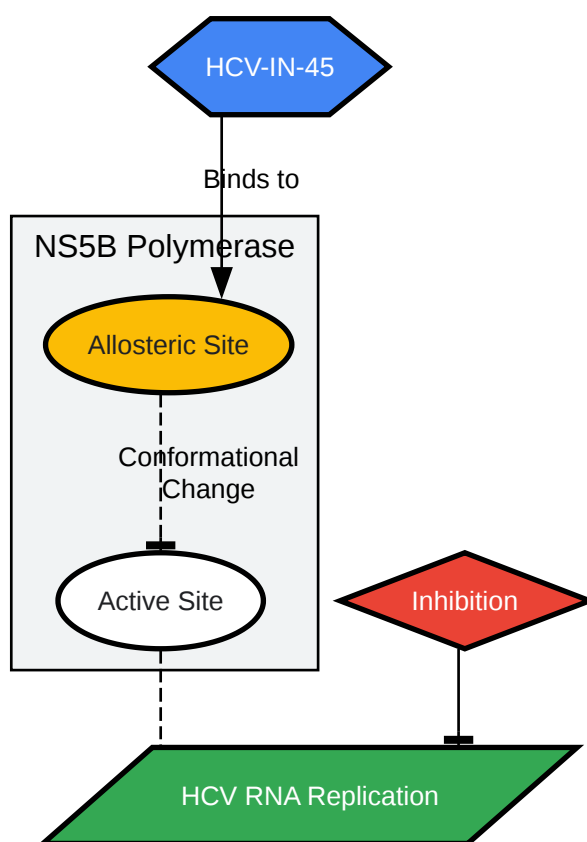 HCV-IN-45
Binds to
NS5B Polymerase
Allosteric Site
Conformational
Change
Active Site
Inhibition
HCV RNA Replication